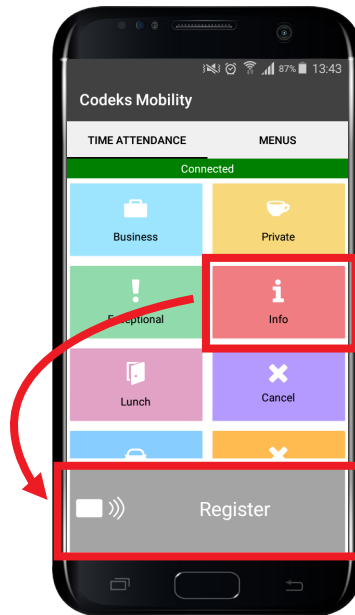 87% 13:43
Codeks Mobility
TIME ATTENDANCE MENUS
Connected
Business Private
Exceptional Info
Lunch Cancel
Register